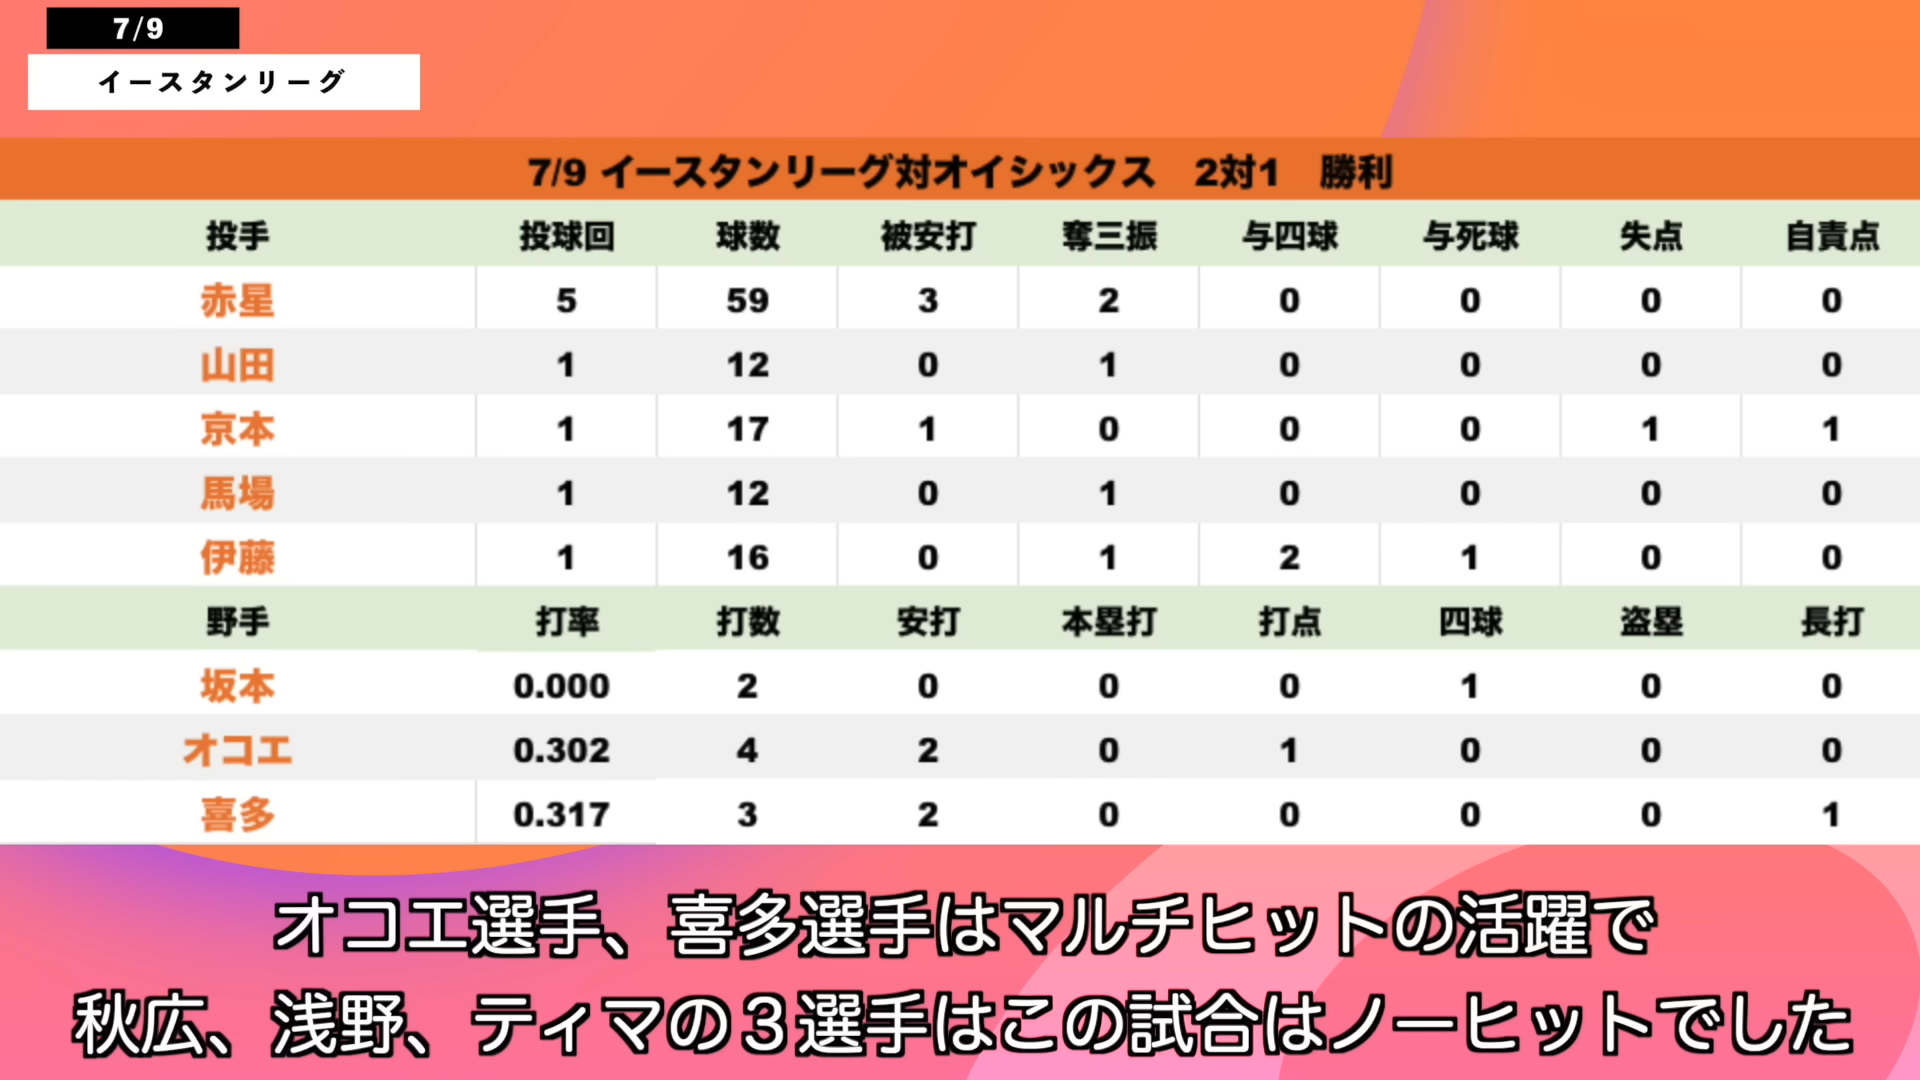 7/9
イースタンリーグ
7/9 イースタンリーグ対オイシックス　2対1　勝利
投手 投球回 球数 被安打 奪三振 与四球 与死球 失点 自責点
赤星 5 59 3 2 0 0 0 0
山田 1 12 0 1 0 0 0 0
京本 1 17 1 0 0 0 1 1
馬場 1 12 0 1 0 0 0 0
伊藤 1 16 0 1 2 1 0 0
野手 打率 打数 安打 本塁打 打点 四球 盗塁 長打
坂本 0.000 2 0 0 0 1 0 0
オコエ 0.302 4 2 0 1 0 0 0
喜多 0.317 3 2 0 0 0 0 1
オコエ選手、喜多選手はマルチヒットの活躍で
秋広、浅野、ティマの３選手はこの試合はノーヒットでした